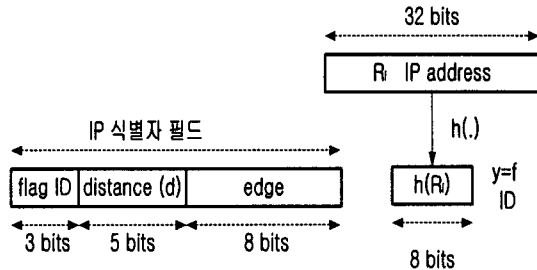 32 bits
Rᵢ IP address
h(.)
IP 식별자 필드
flag ID distance (d) edge
h(Rᵢ)
y=f
ID
3 bits 5 bits 8 bits
8 bits